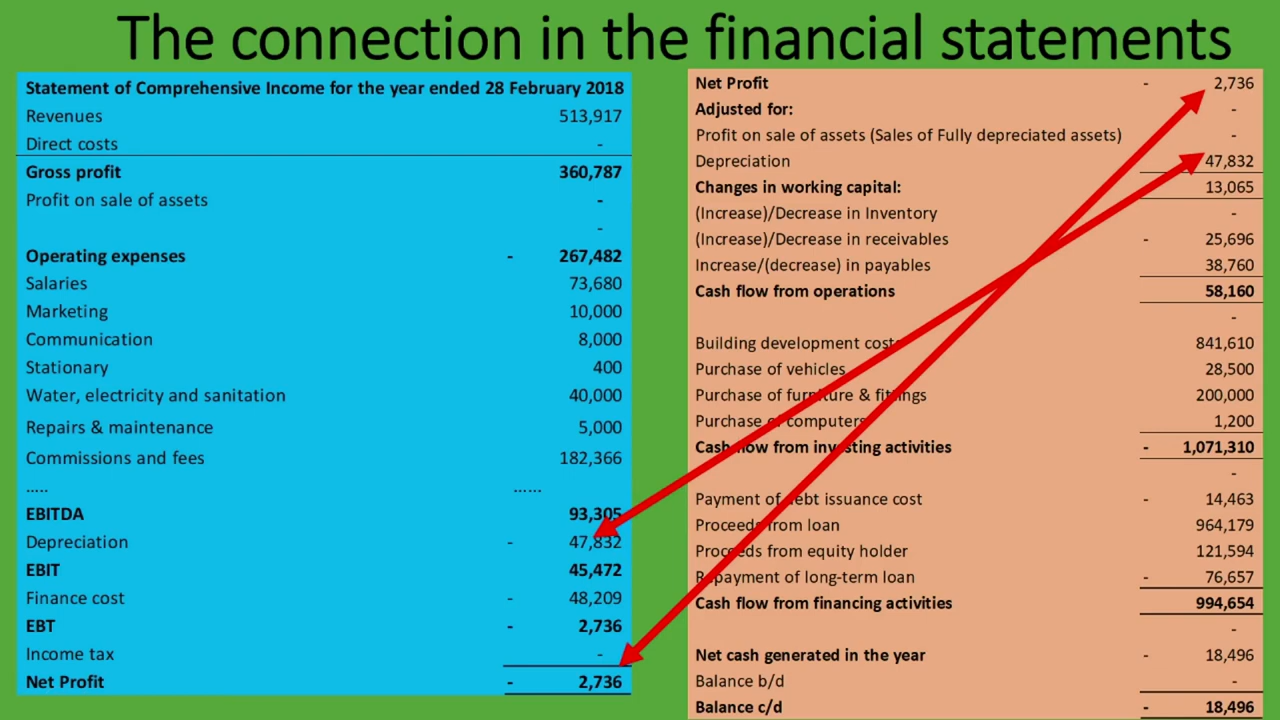 The connection in the financial statements
Statement of Comprehensive Income for the year ended 28 February 2018
Revenues 513,917
Direct costs -
Gross profit 360,787
Profit on sale of assets -
-
Operating expenses - 267,482
Salaries 73,680
Marketing 10,000
Communication 8,000
Stationary 400
Water, electricity and sanitation 40,000
Repairs & maintenance 5,000
Commissions and fees 182,366
..... ......
EBITDA 93,305
Depreciation - 47,832
EBIT 45,472
Finance cost - 48,209
EBT - 2,736
Income tax -
Net Profit - 2,736
Net Profit - 2,736
Adjusted for: -
Profit on sale of assets (Sales of Fully depreciated assets) -
Depreciation 47,832
Changes in working capital: 13,065
(Increase)/Decrease in Inventory -
(Increase)/Decrease in receivables - 25,696
Increase/(decrease) in payables 38,760
Cash flow from operations 58,160
-
Building development costs 841,610
Purchase of vehicles 28,500
Purchase of furniture & fittings 200,000
Purchase of computers 1,200
Cash flow from investing activities - 1,071,310
-
Payment of debt issuance cost - 14,463
Proceeds from loan 964,179
Proceeds from equity holder 121,594
Repayment of long-term loan - 76,657
Cash flow from financing activities 994,654
-
Net cash generated in the year - 18,496
Balance b/d -
Balance c/d - 18,496